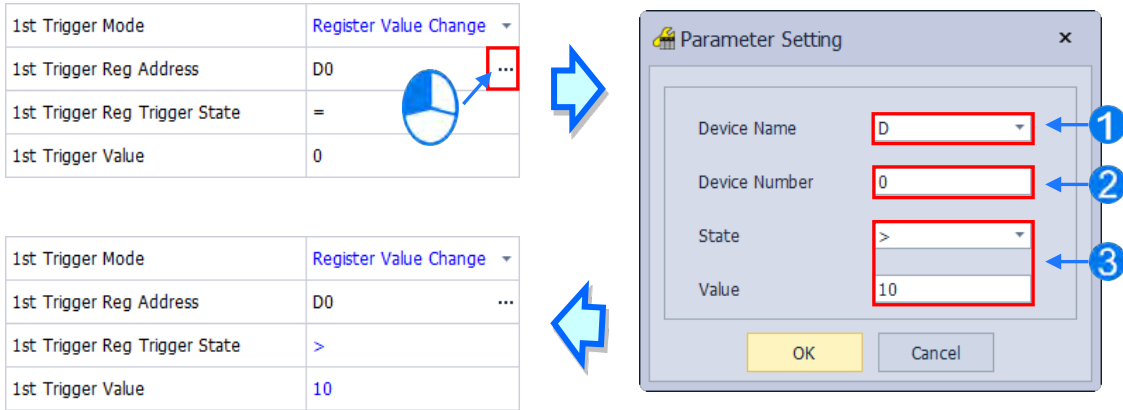 1st Trigger Mode Register Value Change
1st Trigger Reg Address D0 ...
1st Trigger Reg Trigger State =
1st Trigger Value 0
Parameter Setting ×
Device Name D 1
Device Number 0 2
State >
3
Value 10
OK Cancel
1st Trigger Mode Register Value Change
1st Trigger Reg Address D0 ...
1st Trigger Reg Trigger State >
1st Trigger Value 10